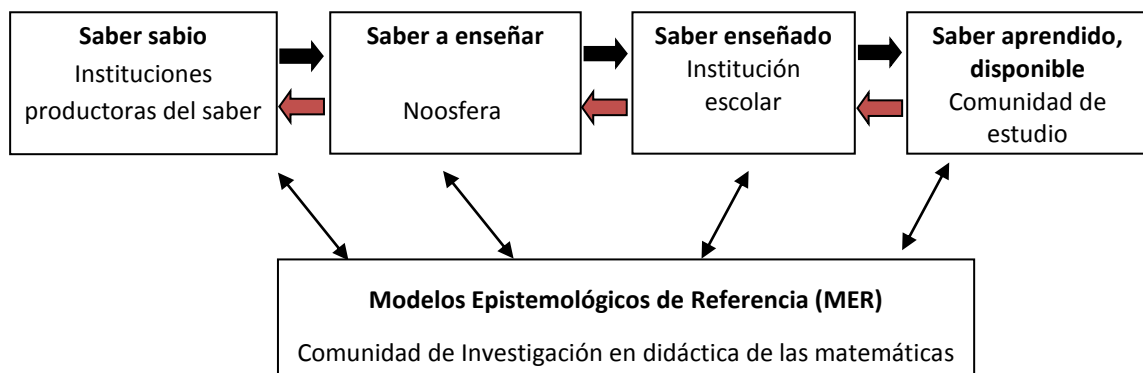 Saber sabio
Instituciones
productoras del saber
Saber a enseñar
Noosfera
Saber enseñado
Institución
escolar
Saber aprendido,
disponible
Comunidad de
estudio
Modelos Epistemológicos de Referencia (MER)
Comunidad de Investigación en didáctica de las matemáticas